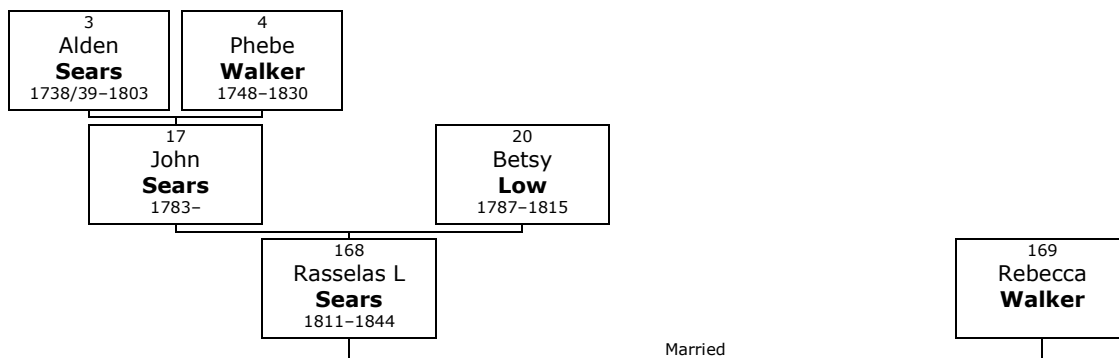 3
Alden
Sears
1738/39–1803
4
Phebe
Walker
1748–1830
17
John
Sears
1783–
20
Betsy
Low
1787–1815
168
Rasselas L
Sears
1811–1844
169
Rebecca
Walker
Married